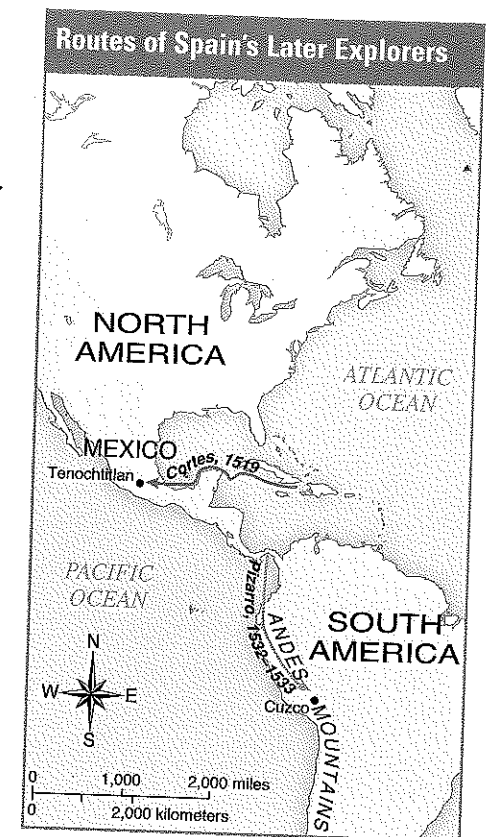 Routes of Spain's Later Explorers
NORTH
AMERICA
ATLANTIC
OCEAN
MEXICO
Cortes, 1519
Tenochtitlan
PACIFIC
OCEAN
Pizarro, 1532–1533
SOUTH
AMERICA
ANDES
MOUNTAINS
Cuzco
N
W
E
S
0
1,000
2,000 miles
0
2,000 kilometers